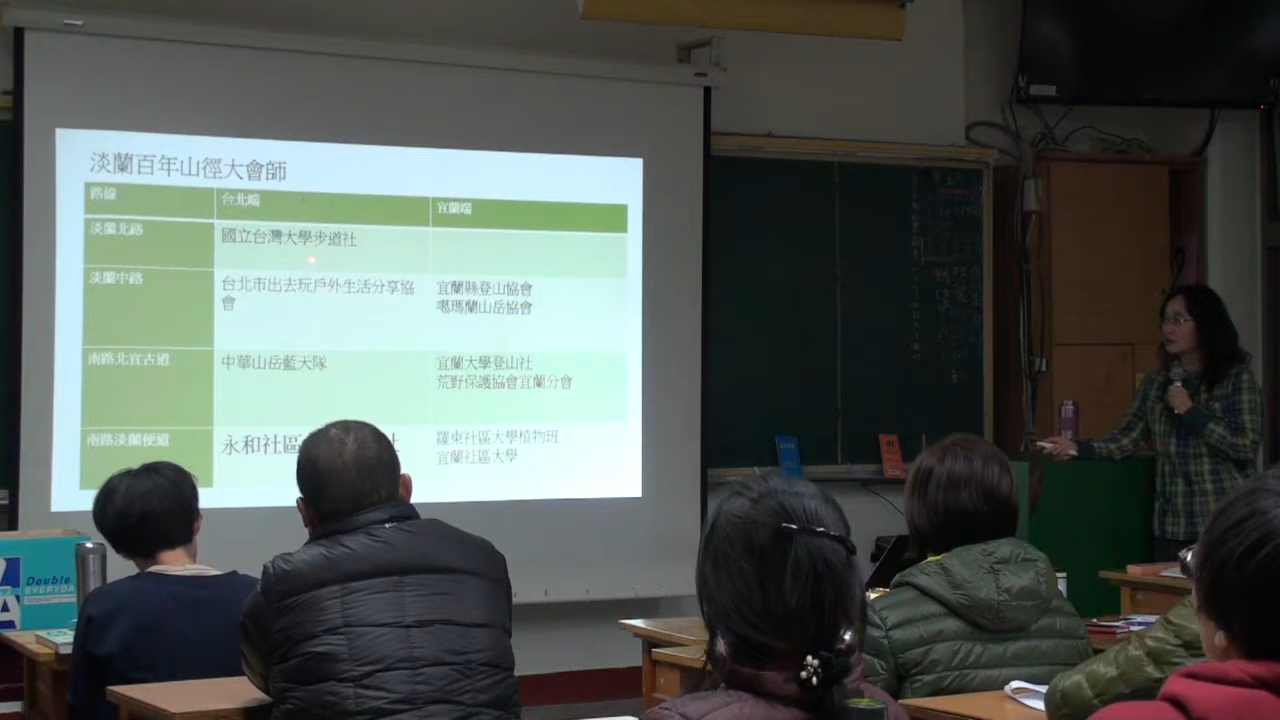 淡蘭百年山徑大會師
路線 台北端 宜蘭端
淡蘭北路 國立台灣大學步道社
淡蘭中路 台北市出去玩戶外生活分享協會 宜蘭縣登山協會
噶瑪蘭山岳協會
南路北宜古道 中華山岳藍天隊 宜蘭大學登山社
荒野保護協會宜蘭分會
南路淡蘭便道 永和社區 羅東社區大學植物班
宜蘭社區大學
Double
EVERYDAY